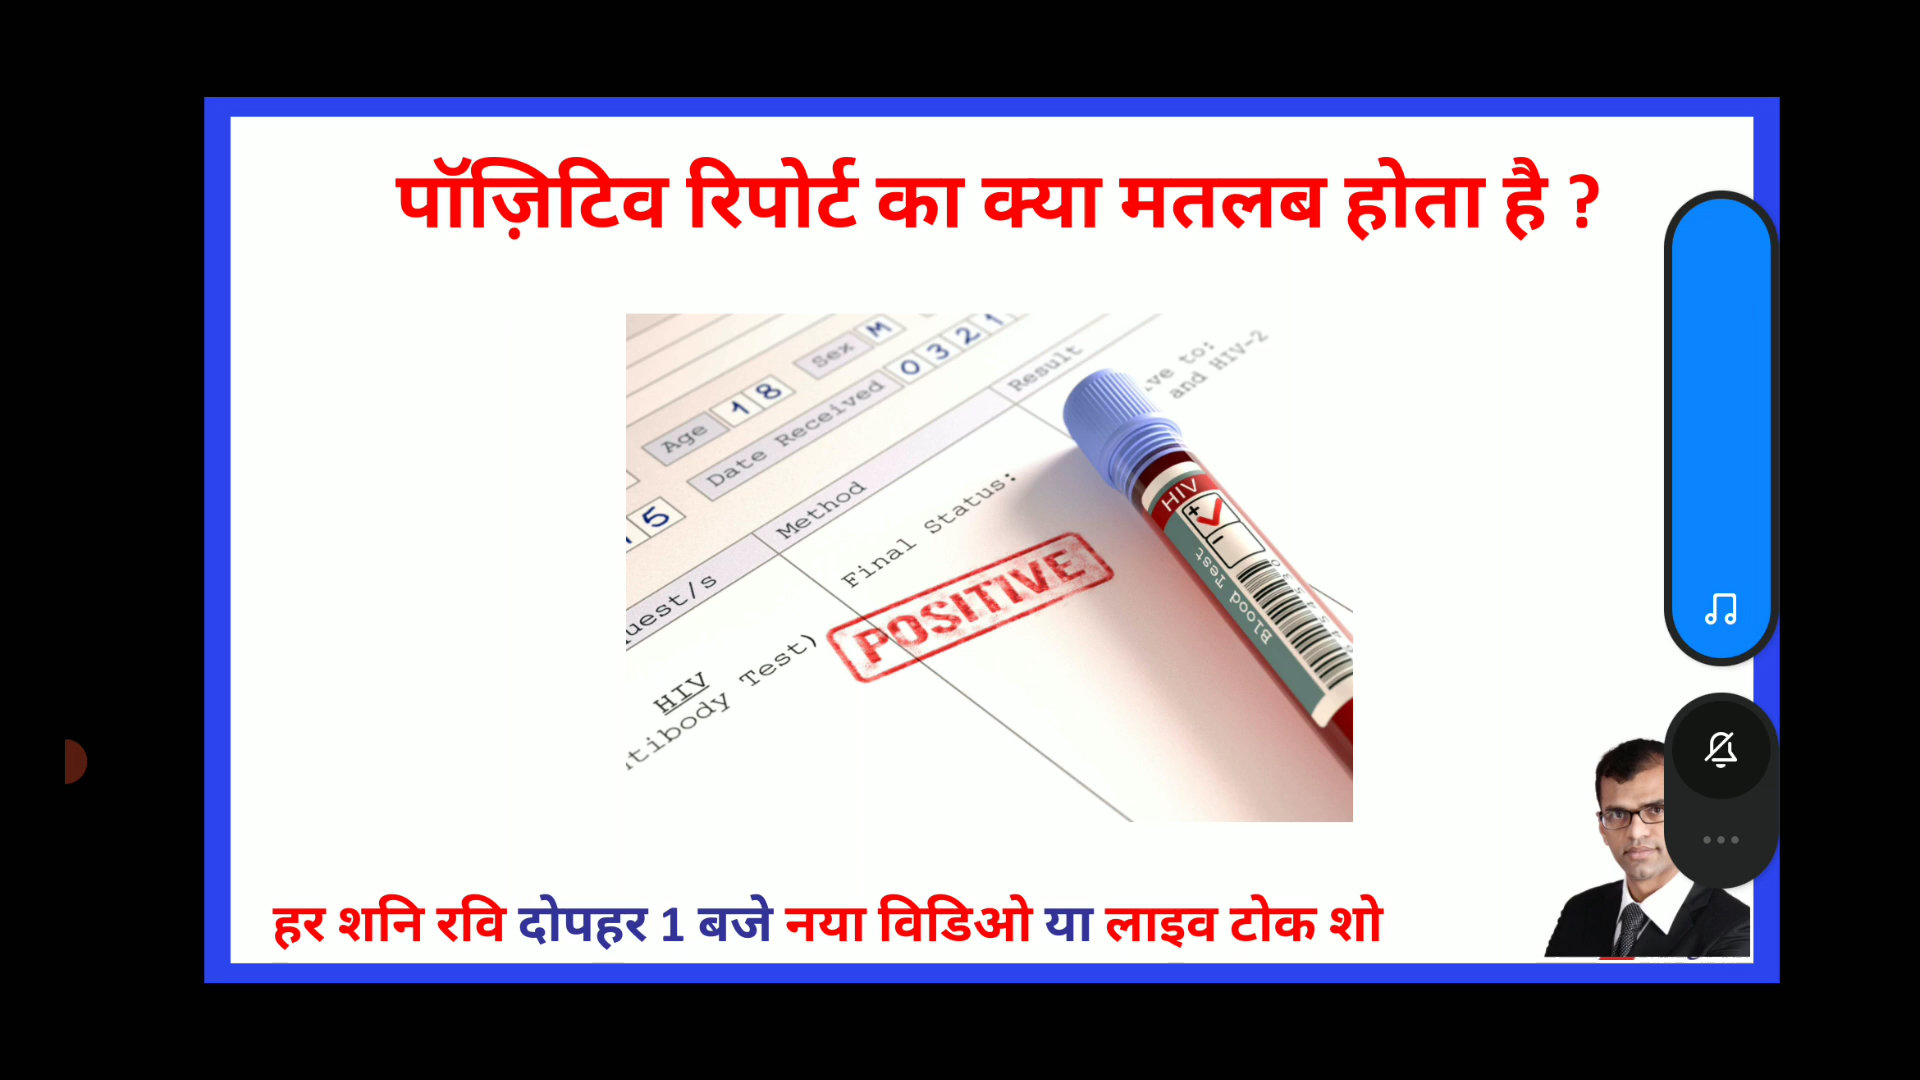 पॉज़िटिव रिपोर्ट का क्या मतलब होता है ?
Sex M
Age 18
Date Received 0321
5
Result
Method
uest/s
ve to:
and HIV-2
Final Status:
POSITIVE
HIV
tibody Test)
HIV
+
-
Blood Test
हर शनि रवि दोपहर 1 बजे नया विडिओ या लाइव टोक शो